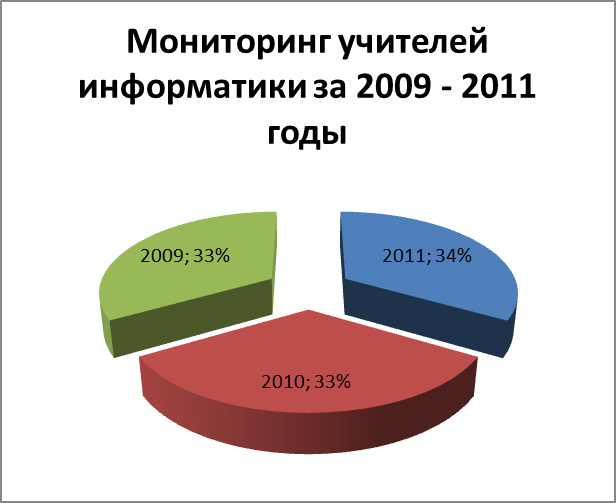 Мониторинг учителей
информатики за 2009 - 2011
годы
2009; 33%
2011; 34%
2010; 33%